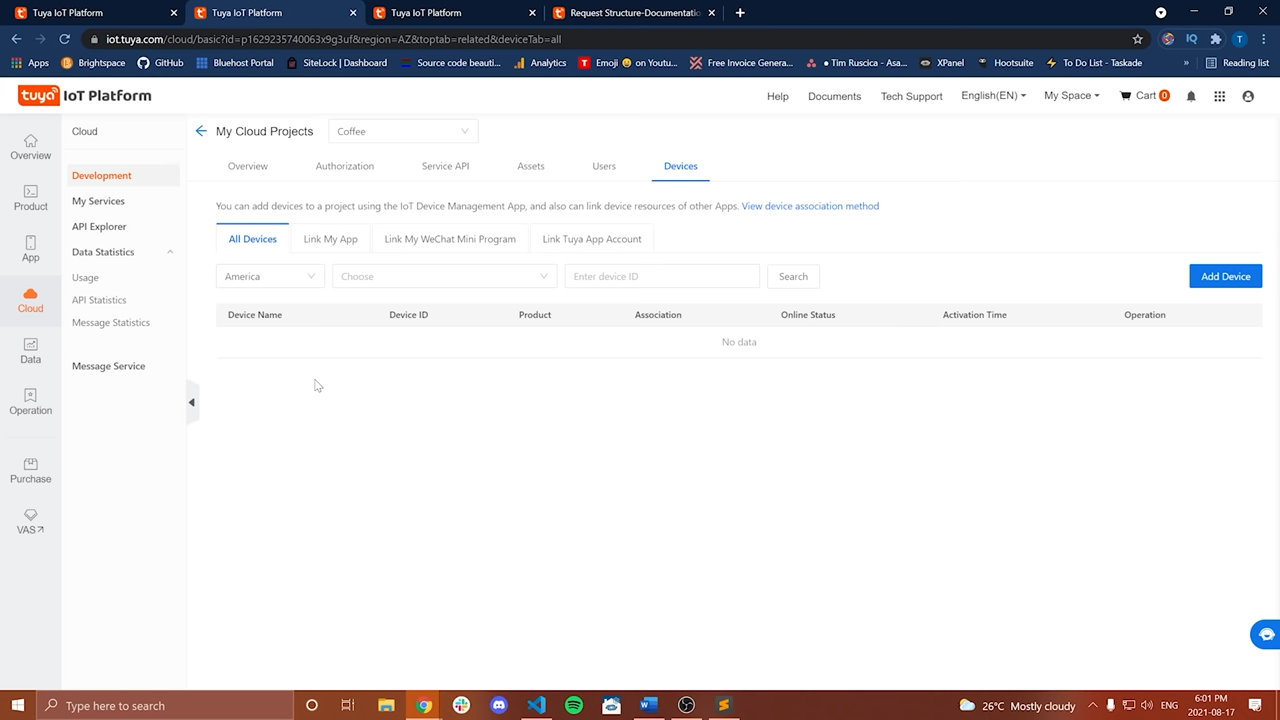 Tuya IoT Platform
Tuya IoT Platform
Tuya IoT Platform
Request Structure-Documentatio
iot.tuya.com/cloud/basic?id=p1629235740063x9g3uf&region=AZ&toptab=related&deviceTab=all
Apps
Brightspace
GitHub
Bluehost Portal
SiteLock | Dashboard
Source code beauti...
Analytics
Emoji 😀 on Youtu...
Free Invoice Genera...
• Tim Ruscica - Asa...
XPanel
Hootsuite
To Do List - Taskade
»
Reading list
tuya IoT Platform
Help
Documents
Tech Support
English(EN)
My Space
Cart 0
Overview
Product
App
Cloud
Data
Operation
Purchase
VAS
Cloud
Development
My Services
API Explorer
Data Statistics
Usage
API Statistics
Message Statistics
Message Service
My Cloud Projects
Coffee
Overview
Authorization
Service API
Assets
Users
Devices
You can add devices to a project using the IoT Device Management App, and also can link device resources of other Apps. View device association method
All Devices
Link My App
Link My WeChat Mini Program
Link Tuya App Account
America
Choose
Enter device ID
Search
Add Device
Device Name
Device ID
Product
Association
Online Status
Activation Time
Operation
No data
Type here to search
26°C Mostly cloudy
ENG
6:01 PM
2021-08-17